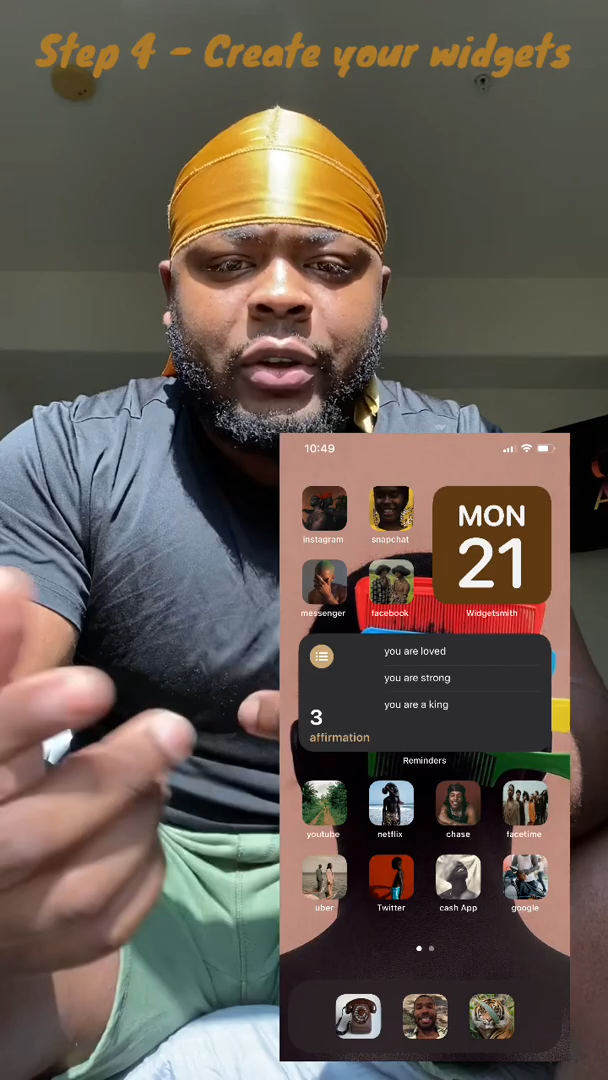 Step 4 - Create your widgets
10:49
instagram
snapchat
MON
21
messenger
facebook
Widgetsmith
you are loved
you are strong
you are a king
3
affirmation
Reminders
youtube
netflix
chase
facetime
uber
Twitter
cash App
google